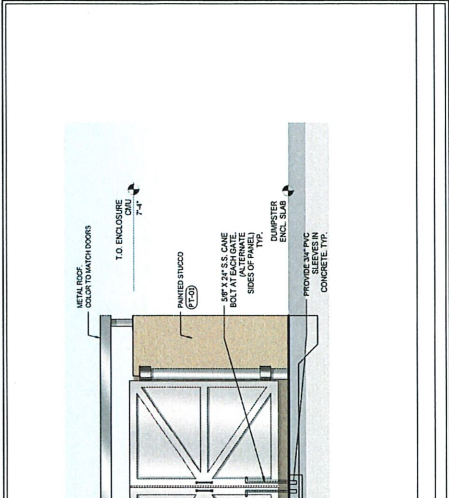 METAL ROOF.
COLOR TO MATCH DOORS
T.O. ENCLOSURE
CMU
7'-4"
PAINTED STUCCO
PT-01
5/8" X 24" S.S. CANE
BOLT AT EACH GATE.
(ALTERNATE
SIDES OF PANEL)
TYP.
DUMPSTER
ENCL. SLAB
PROVIDE 3/4" PVC
SLEEVES IN
CONCRETE. TYP.